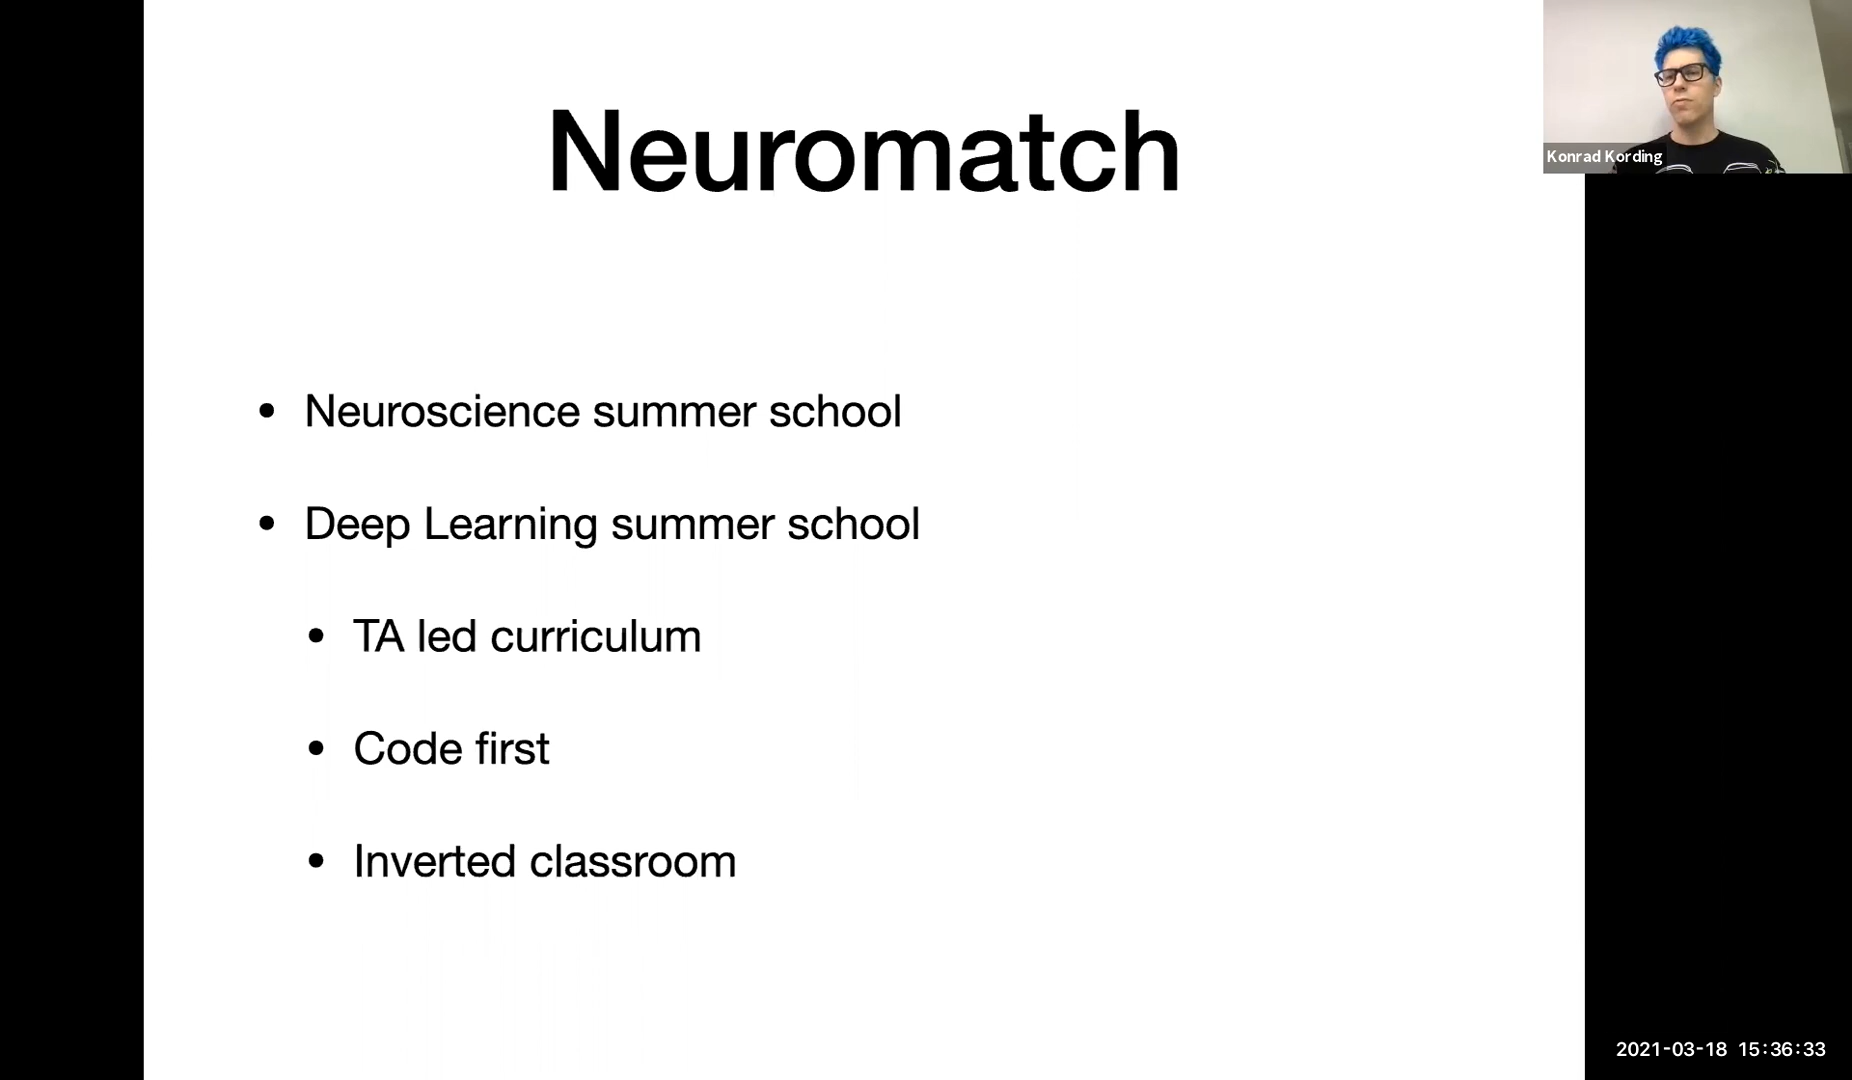 Neuromatch
Konrad Kording
• Neuroscience summer school
• Deep Learning summer school
• TA led curriculum
• Code first
• Inverted classroom
2021-03-18 15:36:33